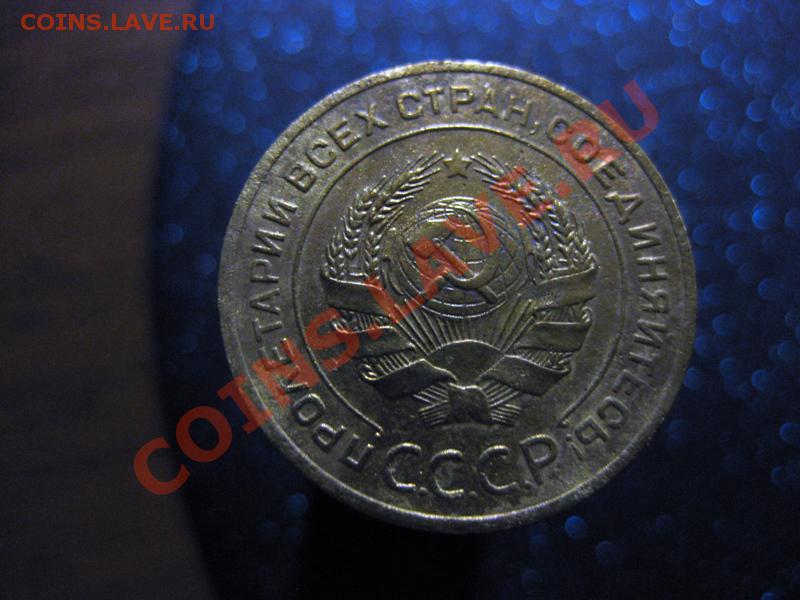 COINS.LAVE.RU
ПРОЛЕТАРИИ ВСЕХ СТРАН, СОЕДИНЯЙТЕСЬ!
С.С.С.Р.
COINS.LAVE.RU